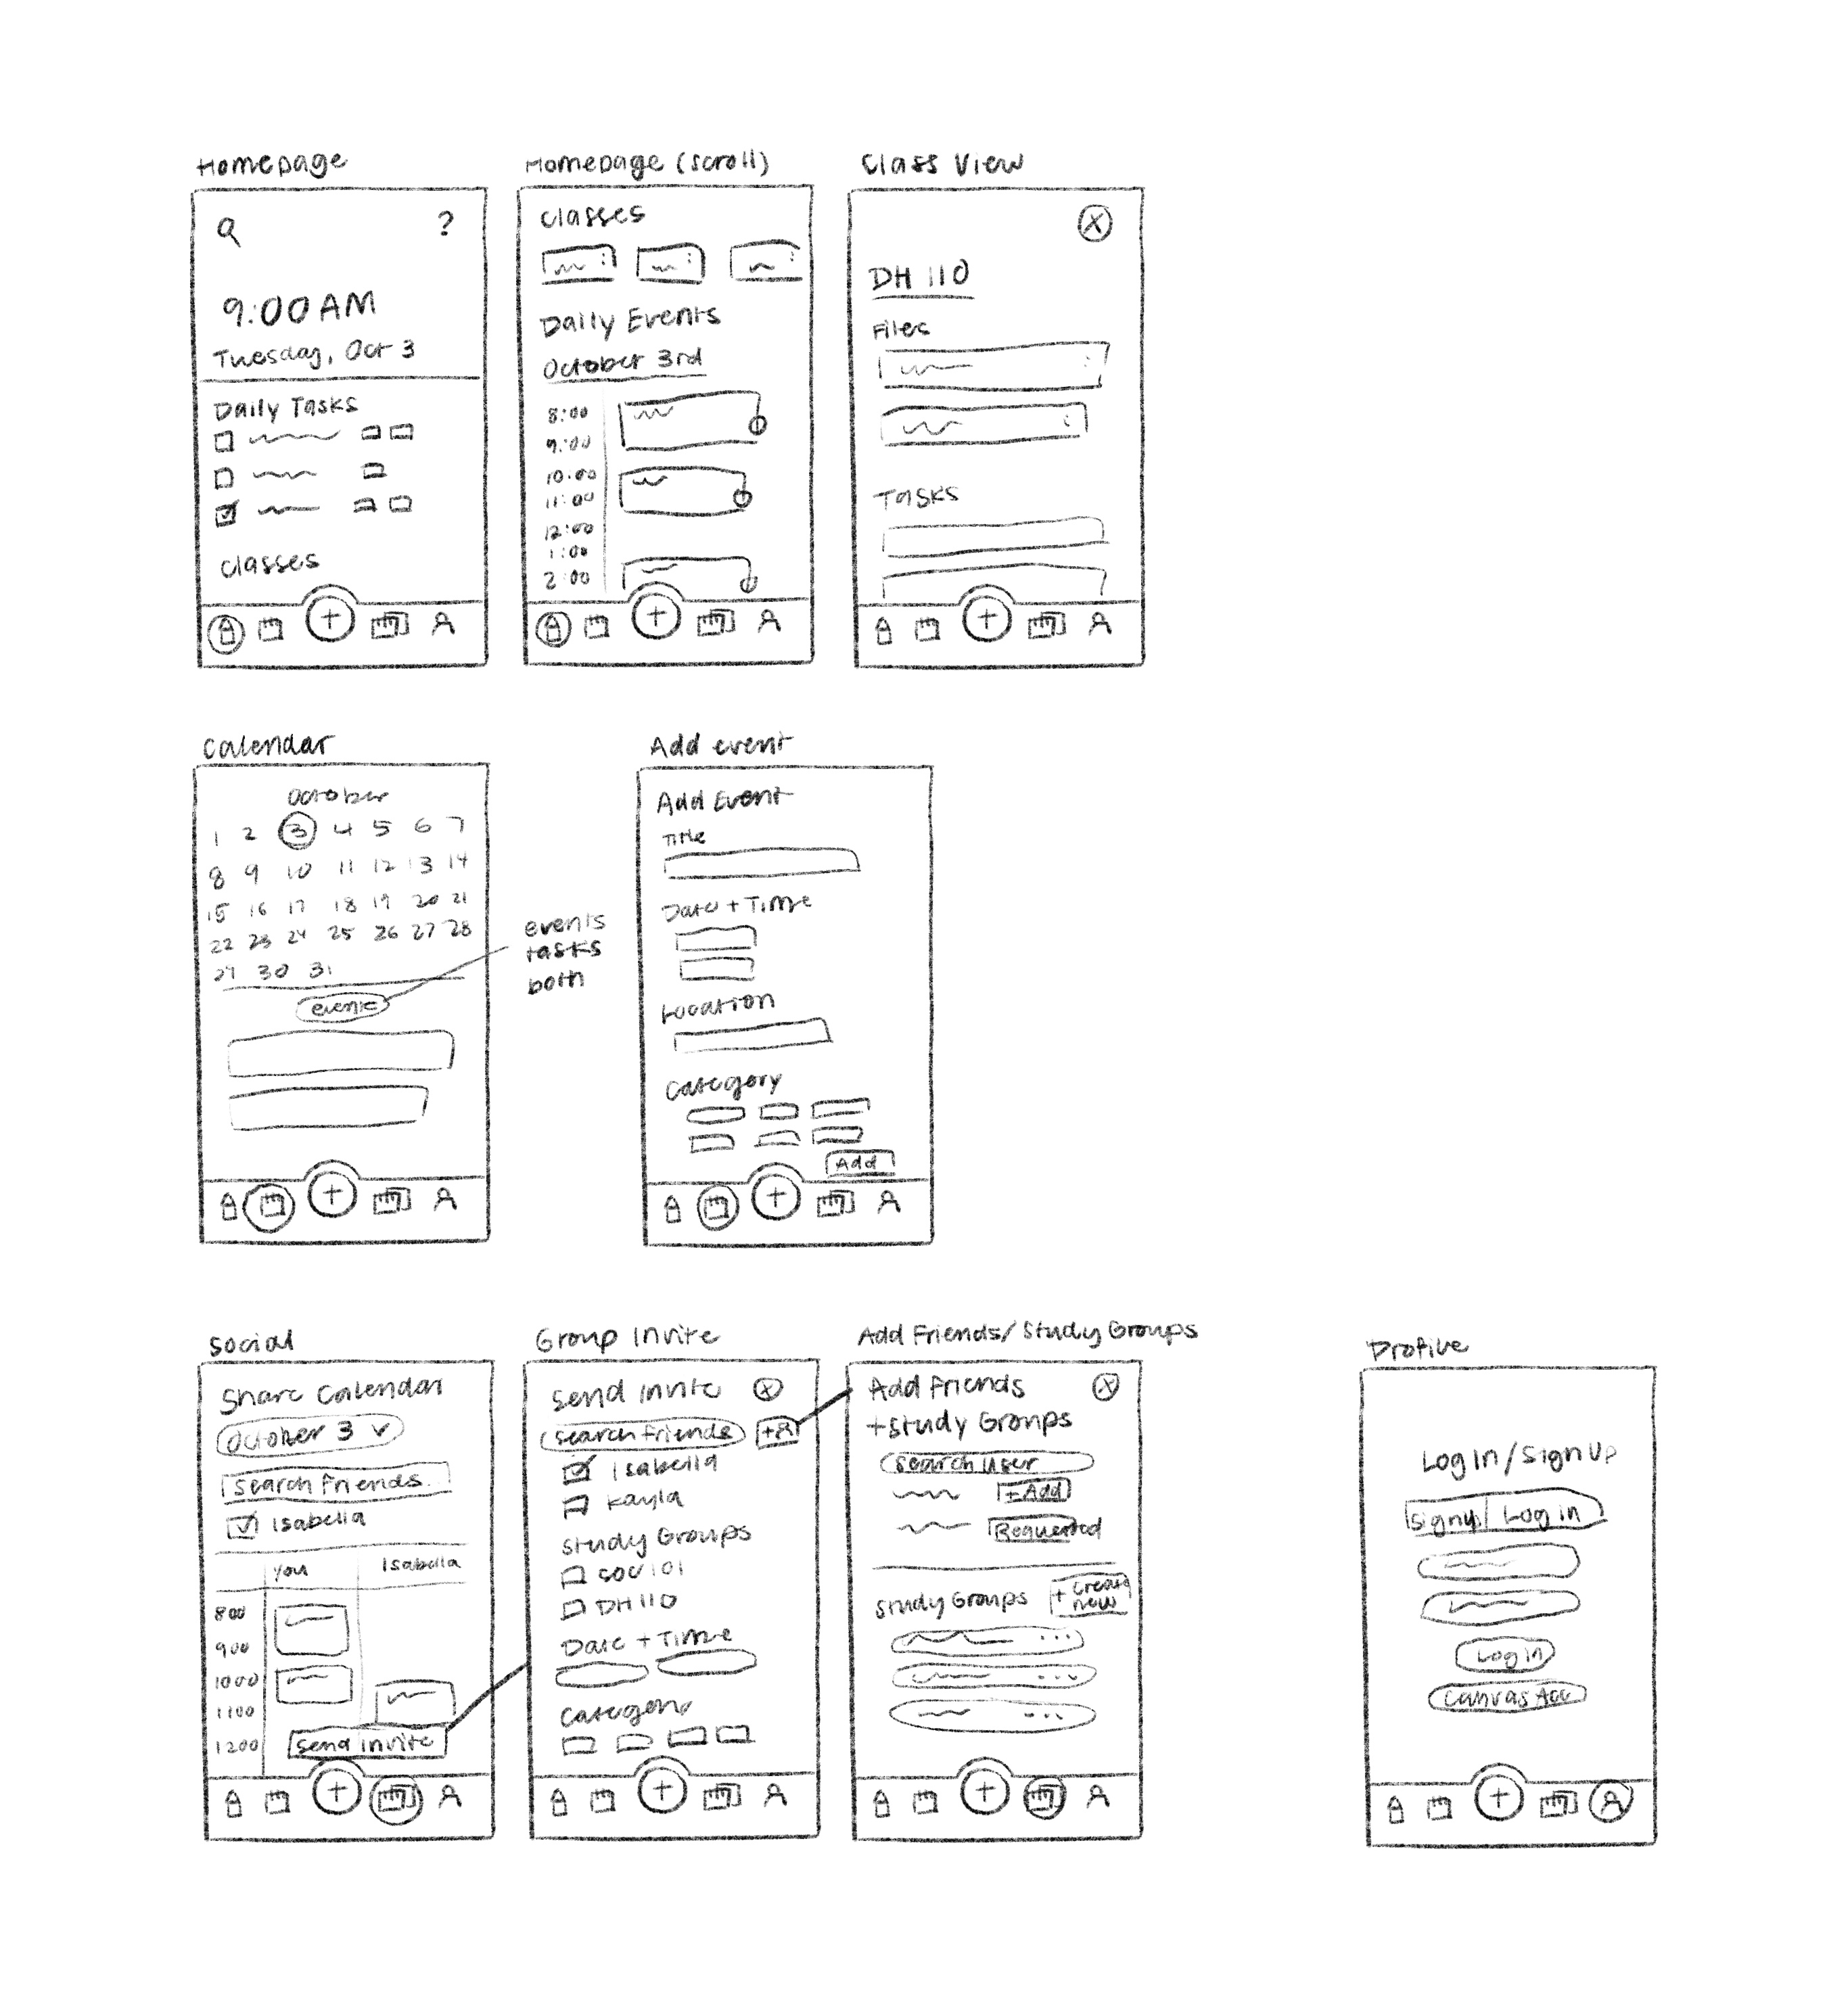 Homepage
?
9:00 AM
Tuesday, Oct 3
Daily Tasks
classes
+
Homepage (scroll)
classes
Daily Events
October 3rd
8:00
9:00
10:00
11:00
12:00
1:00
2:00
+
Class View
X
DH 110
Files
Tasks
+
Calendar
October
1 2 3 4 5 6 7
8 9 10 11 12 13 14
15 16 17 18 19 20 21
22 23 24 25 26 27 28
29 30 31
events
+
events
tasks
both
Add event
Add Event
Title
Date + Time
Location
Category
Add
+
Social
Share Calendar
October 3
Search Friends
Isabella
you Isabella
800
900
1000
1100
1200
send invite
+
Group Invite
Send Invite X
search friends +
Isabella
Kayla
Study Groups
SOC 101
DH 110
Date + Time
Category
+
Add Friends/Study Groups
Add Friends X
+Study Groups
Search User
+Add
Requested
Study Groups + Create new
+
Profile
Log In/Sign Up
Sign up Log in
Log in
Canvas Acc
+